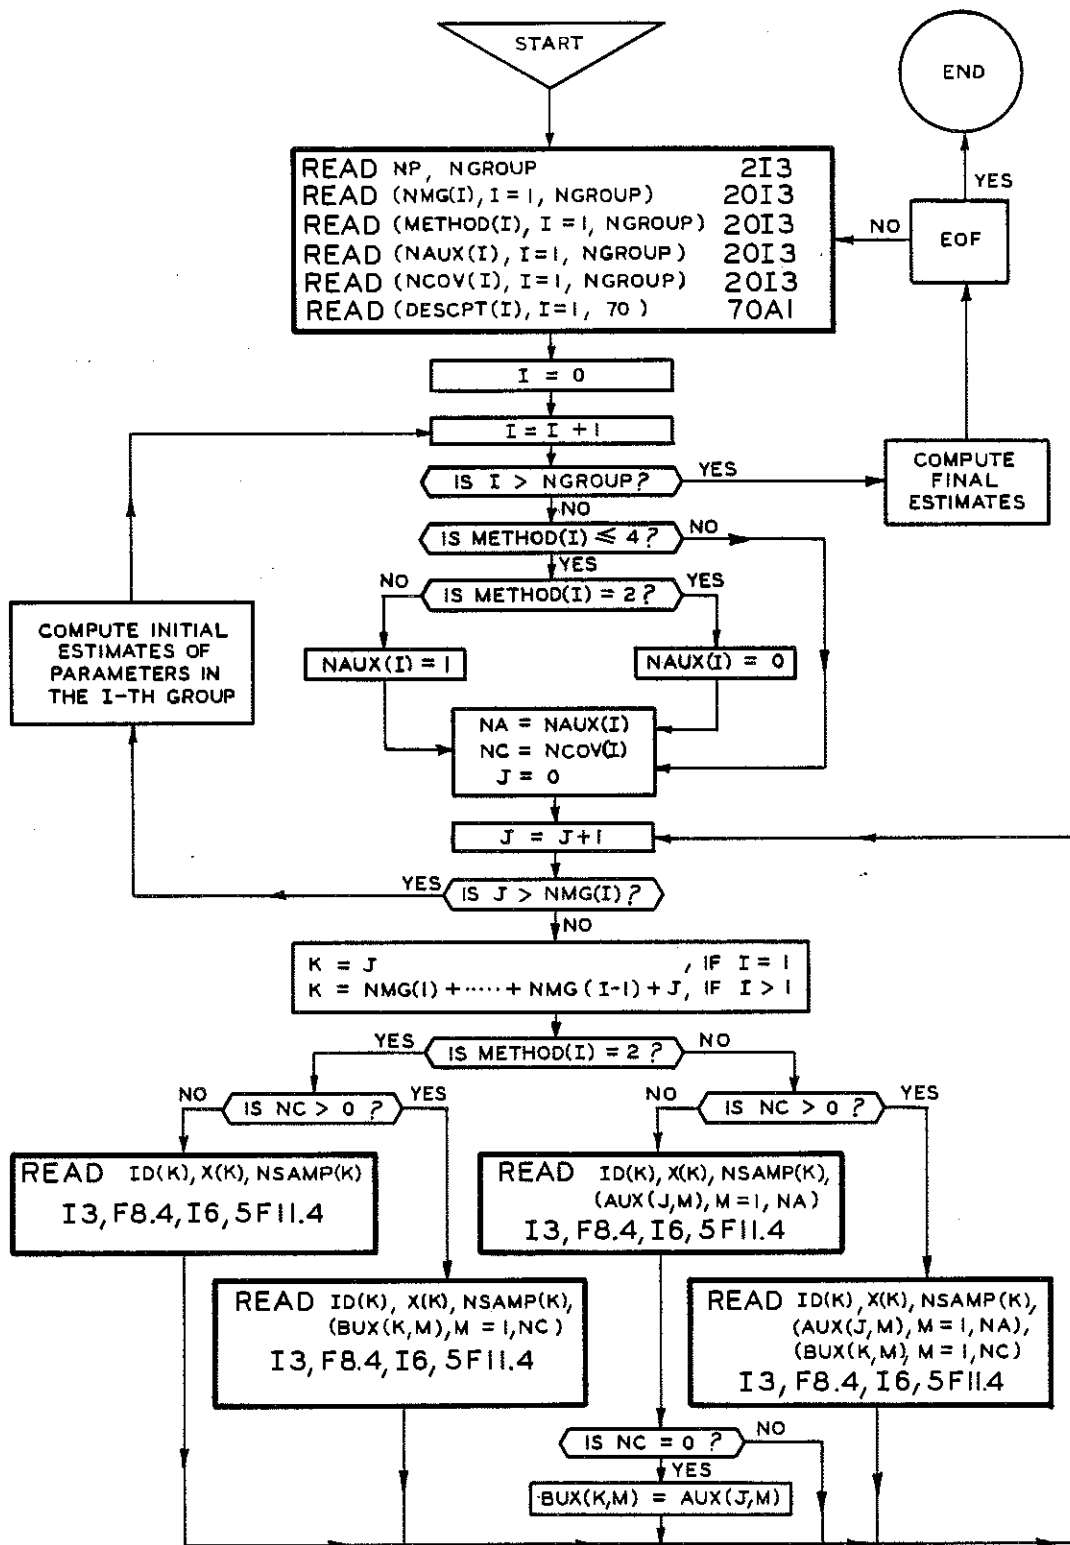 START
END
READ NP, NGROUP 2I3
READ (NMG(I), I = 1, NGROUP) 20I3
READ (METHOD(I), I = 1, NGROUP) 20I3
READ (NAUX(I), I=1, NGROUP) 20I3
READ (NCOV(I), I=1, NGROUP) 20I3
READ (DESCPT(I), I=1, 70 ) 70A1
YES
NO
EOF
I = 0
I = I + 1
IS I > NGROUP?
YES
COMPUTE
FINAL
ESTIMATES
NO
IS METHOD(I) ≤ 4?
NO
YES
NO
IS METHOD(I) = 2?
YES
COMPUTE INITIAL
ESTIMATES OF
PARAMETERS IN
THE I-TH GROUP
NAUX(I) = 1
NAUX(I) = 0
NA = NAUX(I)
NC = NCOV(I)
J = 0
J = J+1
YES
IS J > NMG(I)?
NO
K = J , IF I = 1
K = NMG(1) +·····+ NMG (I-1) + J, IF I > 1
YES
IS METHOD(I) = 2 ?
NO
NO
IS NC > 0 ?
YES
NO
IS NC > 0 ?
YES
READ ID(K), X(K), NSAMP(K)
I3, F8.4, I6, 5F11.4
READ ID(K), X(K), NSAMP(K),
(AUX(J,M), M = 1, NA)
I3, F8.4, I6, 5F11.4
READ ID(K), X(K), NSAMP(K),
(BUX(K,M), M = 1, NC)
I3, F8.4, I6, 5F11.4
READ ID(K), X(K), NSAMP(K),
(AUX(J,M), M = 1, NA),
(BUX(K,M), M = 1, NC)
I3, F8.4, I6, 5F11.4
IS NC = 0 ?
NO
YES
BUX(K,M) = AUX(J,M)